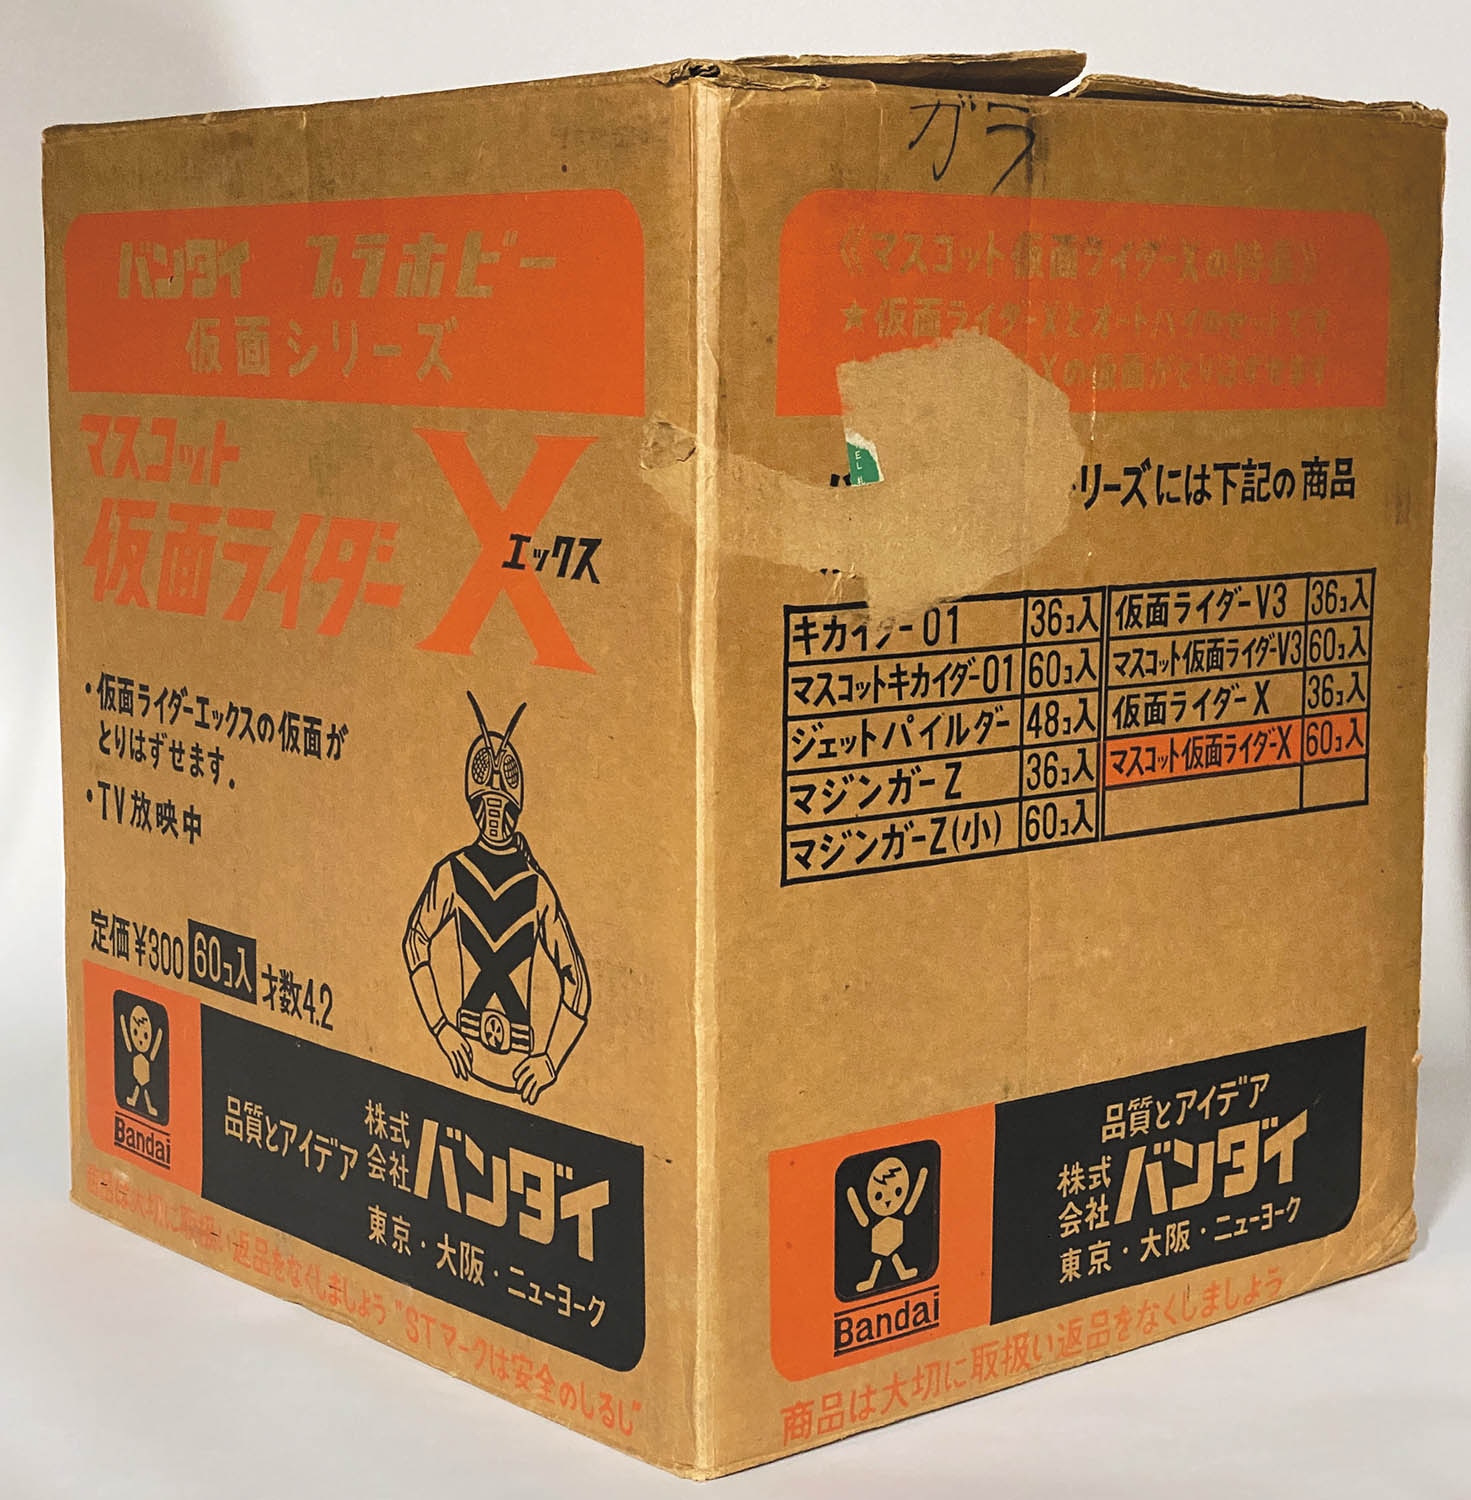 バンダイ プラホビー
仮面シリーズ
マスコット
仮面ライダーX
エックス
・仮面ライダーエックスの仮面が
とりはずせます.
・TV放映中
定価¥300 60コ入 才数4.2
Bandai
品質とアイデア 株式会社 バンダイ
東京・大阪・ニューヨーク
商品は大切に取扱い返品をなくしましょう "STマークは安全のしるし"
ガラ
《マスコット仮面ライダーXの特長》
★仮面ライダーXとオートバイのセットです
Xの仮面がとりはずせます
EL
シリーズには下記の商品
キカイダー01 36コ入 仮面ライダーV3 36コ入
マスコットキカイダー01 60コ入 マスコット仮面ライダーV3 60コ入
ジェットパイルダー 48コ入 仮面ライダーX 36コ入
マジンガーZ 36コ入 マスコット仮面ライダーX 60コ入
マジンガーZ(小) 60コ入
Bandai
品質とアイデア
株式会社 バンダイ
東京・大阪・ニューヨーク
商品は大切に取扱い返品をなくしましょう